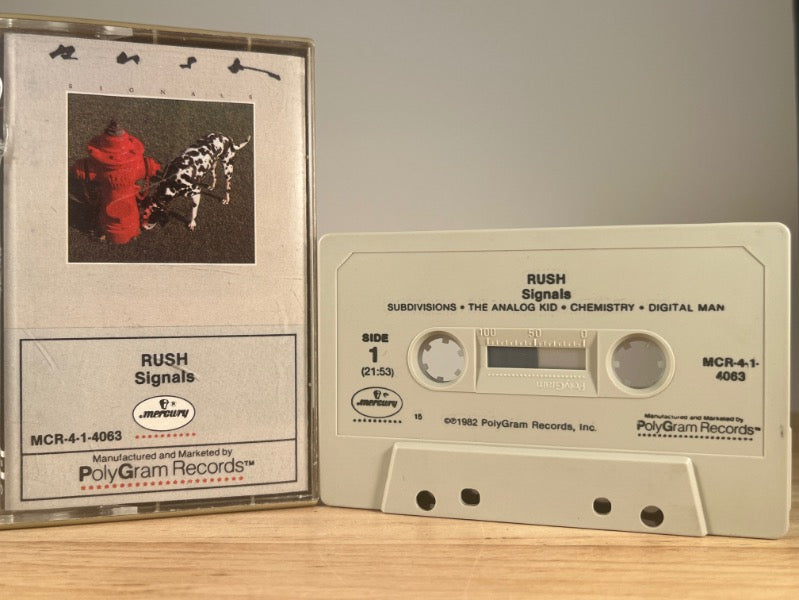 Rush
SIGNALS
RUSH
Signals
mercury
MCR-4-1-4063
Manufactured and Marketed by
PolyGram Records™
RUSH
Signals
SUBDIVISIONS • THE ANALOG KID • CHEMISTRY • DIGITAL MAN
SIDE
1
(21:53)
100 50 0
PolyGram
MCR-4-1-
4063
mercury
15
©℗1982 PolyGram Records, Inc.
Manufactured and Marketed by
PolyGram Records™